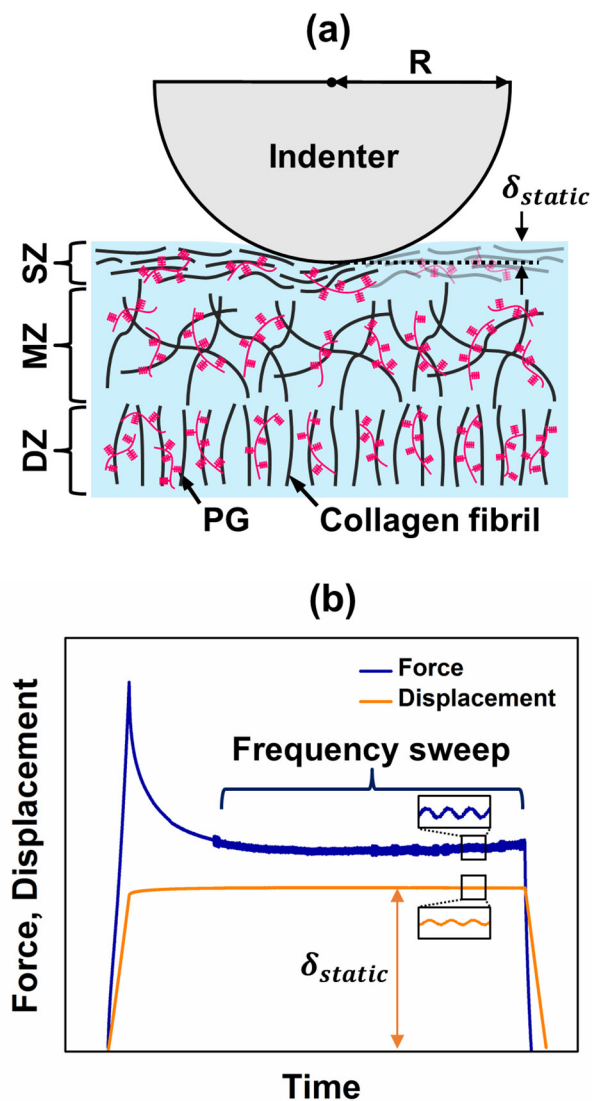 (a)
R
Indenter
δstatic
SZ
MZ
DZ
PG
Collagen fibril
(b)
Force
Displacement
Frequency sweep
δstatic
Force, Displacement
Time